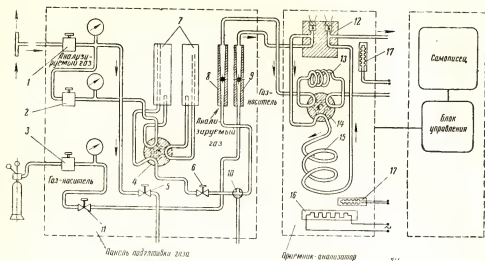 7
12
1
Анализи-
руемый газ
17
Самописец
8
9
13
2
Газ-
носитель
14
Анали-
зируемый
газ
Блок
управления
3
15
4
6
10
Газ-носитель
5
17
16
11
Панель подготовки газа
Приемник-анализатор